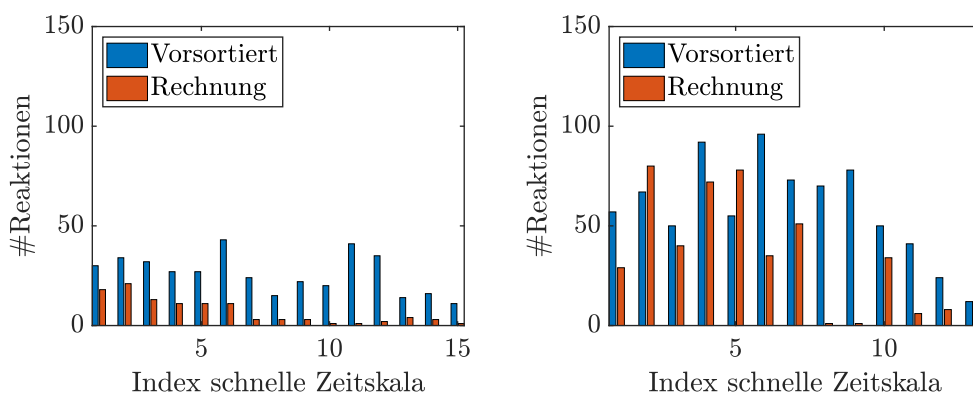 150
100
50
0
#Reaktionen
Vorsortiert
Rechnung
5
10
15
Index schnelle Zeitskala
150
100
50
0
#Reaktionen
Vorsortiert
Rechnung
5
10
Index schnelle Zeitskala